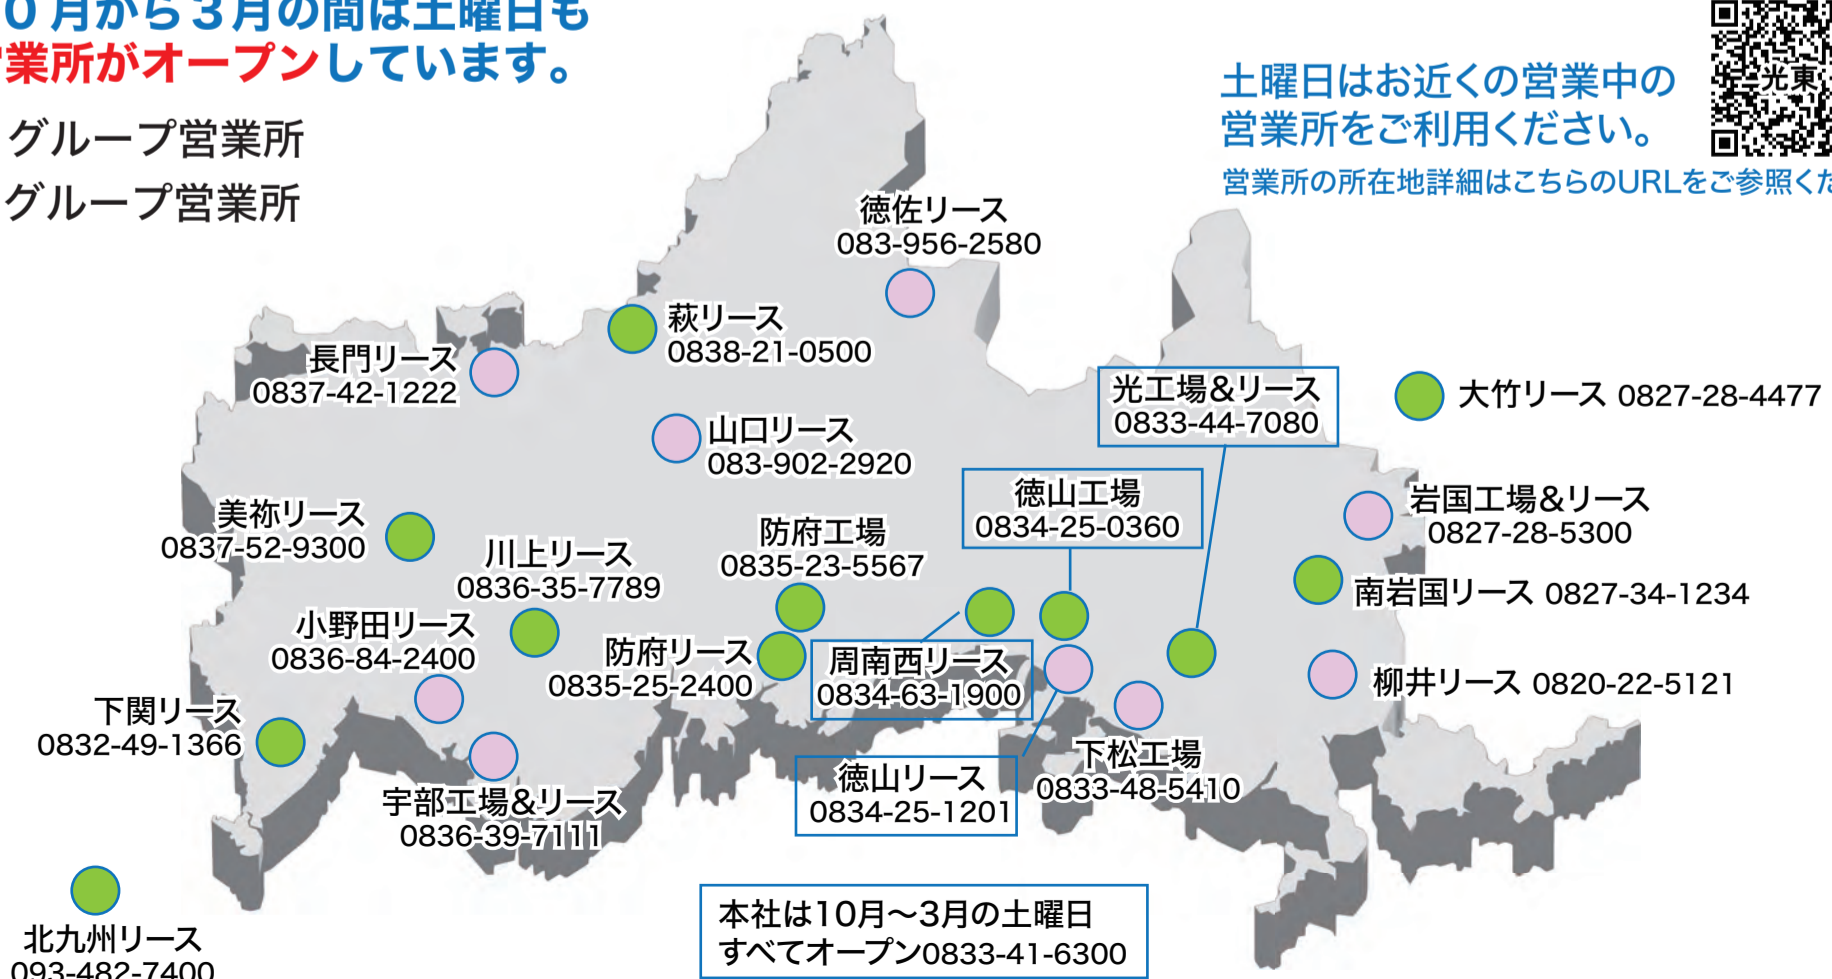 ０月から３月の間は土曜日も
営業所がオープンしています。
グループ営業所
グループ営業所
土曜日はお近くの営業中の
営業所をご利用ください。
光東
営業所の所在地詳細はこちらのURLをご参照くだ
徳佐リース
083-956-2580
萩リース
0838-21-0500
長門リース
0837-42-1222
光工場&リース
0833-44-7080
大竹リース 0827-28-4477
山口リース
083-902-2920
徳山工場
0834-25-0360
岩国工場&リース
0827-28-5300
美祢リース
0837-52-9300
防府工場
0835-23-5567
川上リース
0836-35-7789
南岩国リース 0827-34-1234
小野田リース
0836-84-2400
防府リース
0835-25-2400
周南西リース
0834-63-1900
柳井リース 0820-22-5121
下関リース
0832-49-1366
下松工場
0833-48-5410
徳山リース
0834-25-1201
宇部工場&リース
0836-39-7111
本社は10月～3月の土曜日
すべてオープン0833-41-6300
北九州リース
093-482-7400